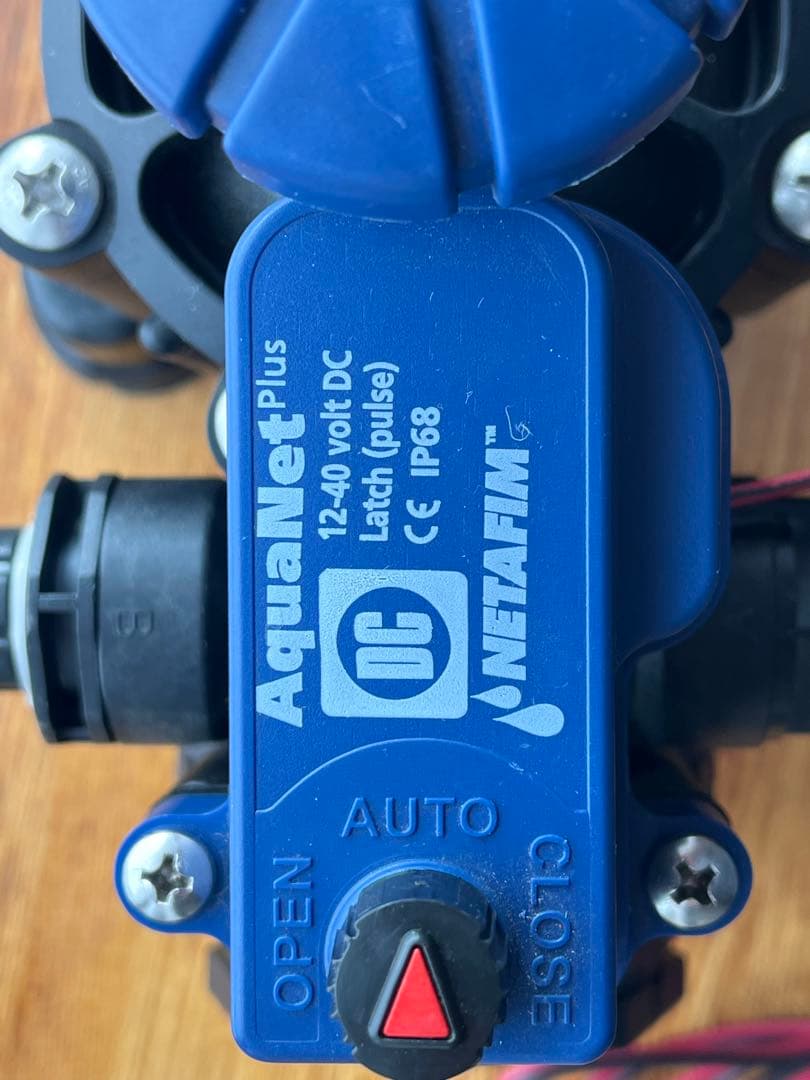 AquaNet Plus
12-40 volt DC
Latch (pulse)
CE IP68
DC
NETAFIM™
AUTO
OPEN
CLOSE
B